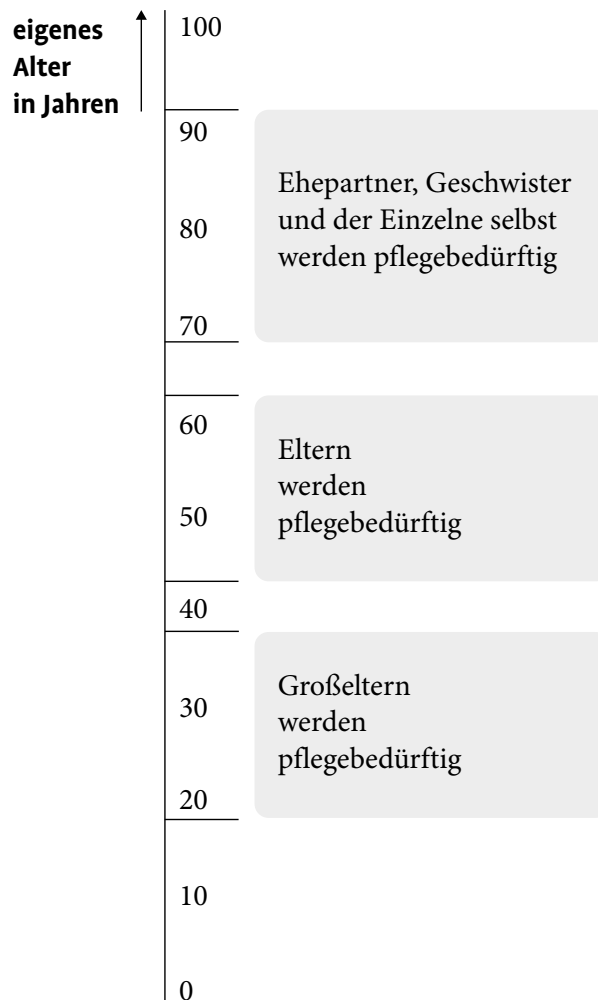 eigenes
Alter
in Jahren
100
90
Ehepartner, Geschwister
und der Einzelne selbst
werden pflegebedürftig
80
70
60
Eltern
werden
pflegebedürftig
50
40
Großeltern
werden
pflegebedürftig
30
20
10
0